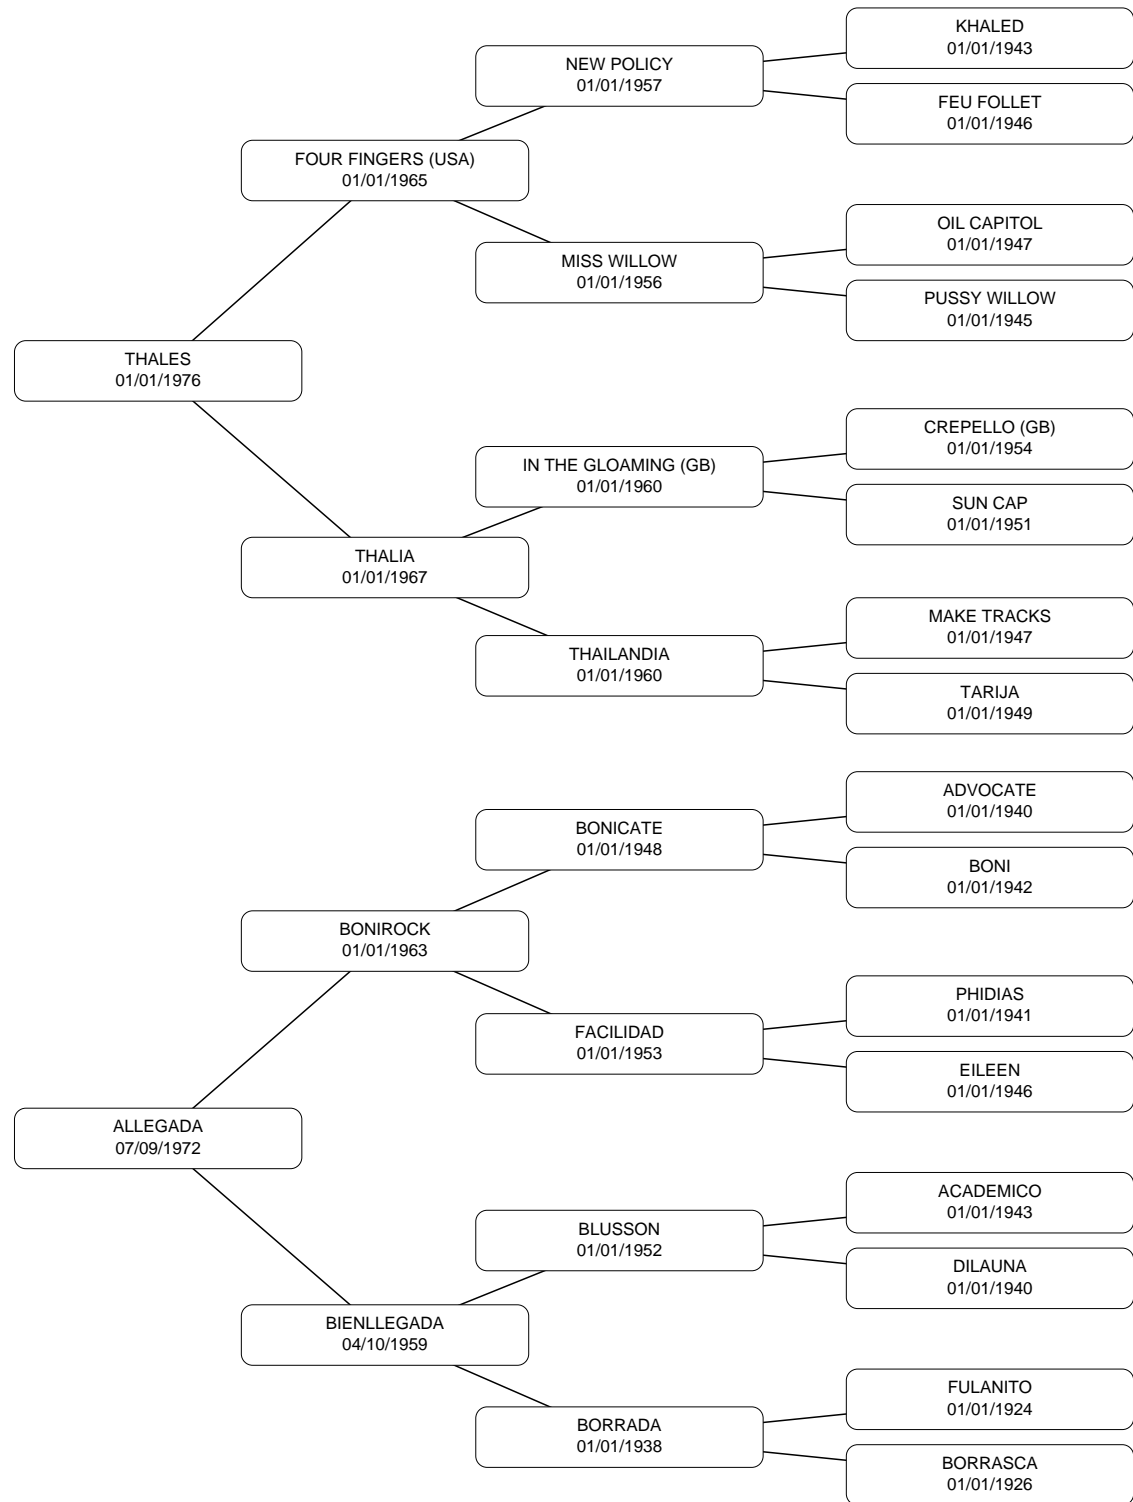 KHALED
01/01/1943
NEW POLICY
01/01/1957
FEU FOLLET
01/01/1946
FOUR FINGERS (USA)
01/01/1965
OIL CAPITOL
01/01/1947
MISS WILLOW
01/01/1956
PUSSY WILLOW
01/01/1945
THALES
01/01/1976
CREPELLO (GB)
01/01/1954
IN THE GLOAMING (GB)
01/01/1960
SUN CAP
01/01/1951
THALIA
01/01/1967
MAKE TRACKS
01/01/1947
THAILANDIA
01/01/1960
TARIJA
01/01/1949
ADVOCATE
01/01/1940
BONICATE
01/01/1948
BONI
01/01/1942
BONIROCK
01/01/1963
PHIDIAS
01/01/1941
FACILIDAD
01/01/1953
EILEEN
01/01/1946
ALLEGADA
07/09/1972
ACADEMICO
01/01/1943
BLUSSON
01/01/1952
DILAUNA
01/01/1940
BIENLLEGADA
04/10/1959
FULANITO
01/01/1924
BORRADA
01/01/1938
BORRASCA
01/01/1926